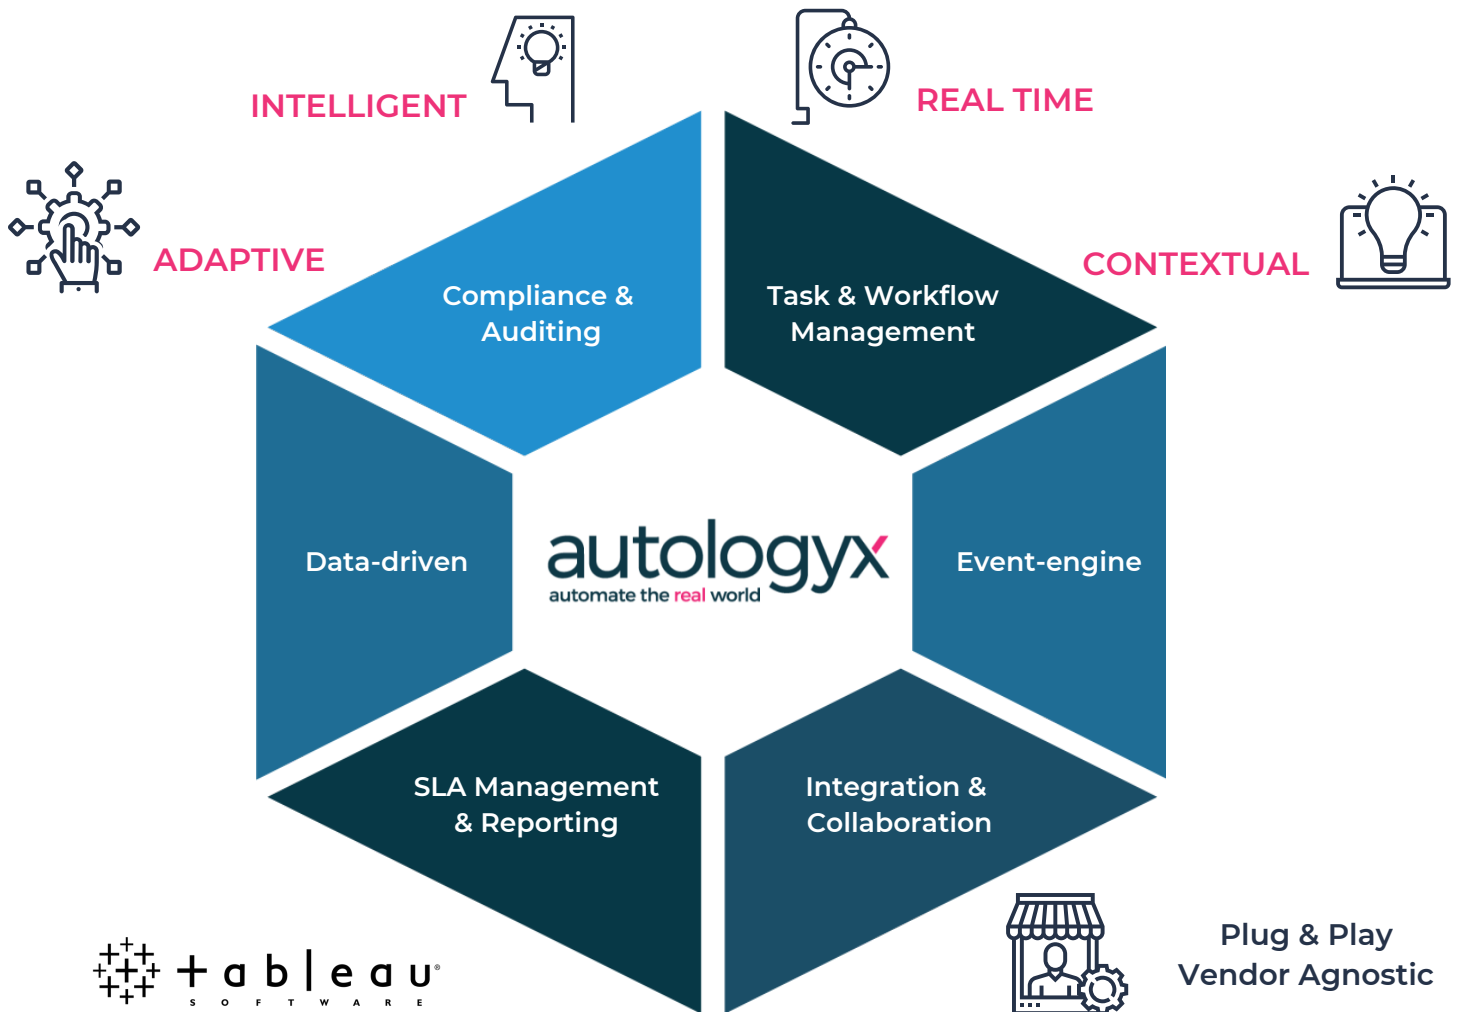 INTELLIGENT
REAL TIME
ADAPTIVE
CONTEXTUAL
Compliance &
Auditing
Task & Workflow
Management
Data-driven
autologyx
automate the real world
Event-engine
SLA Management
& Reporting
Integration &
Collaboration
+ableau®
SOFTWARE
Plug & Play
Vendor Agnostic